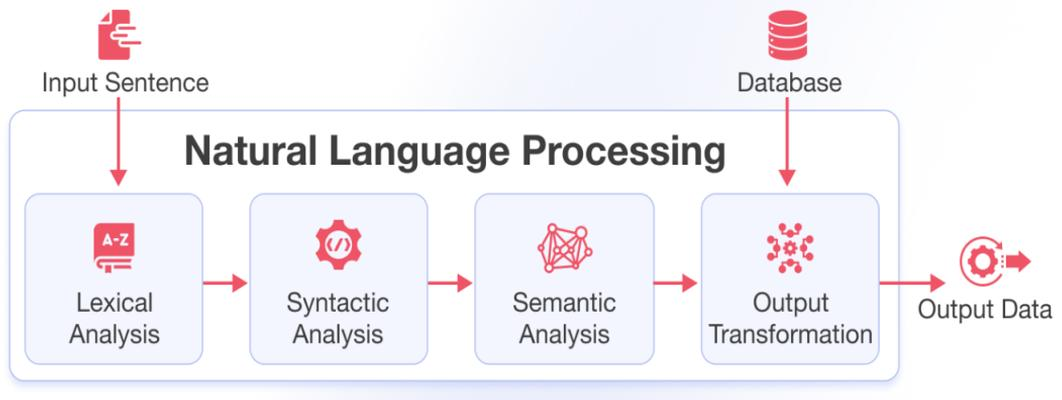 Input Sentence
Database
Natural Language Processing
A-Z
</>
Lexical
Analysis
Syntactic
Analysis
Semantic
Analysis
Output
Transformation
Output Data